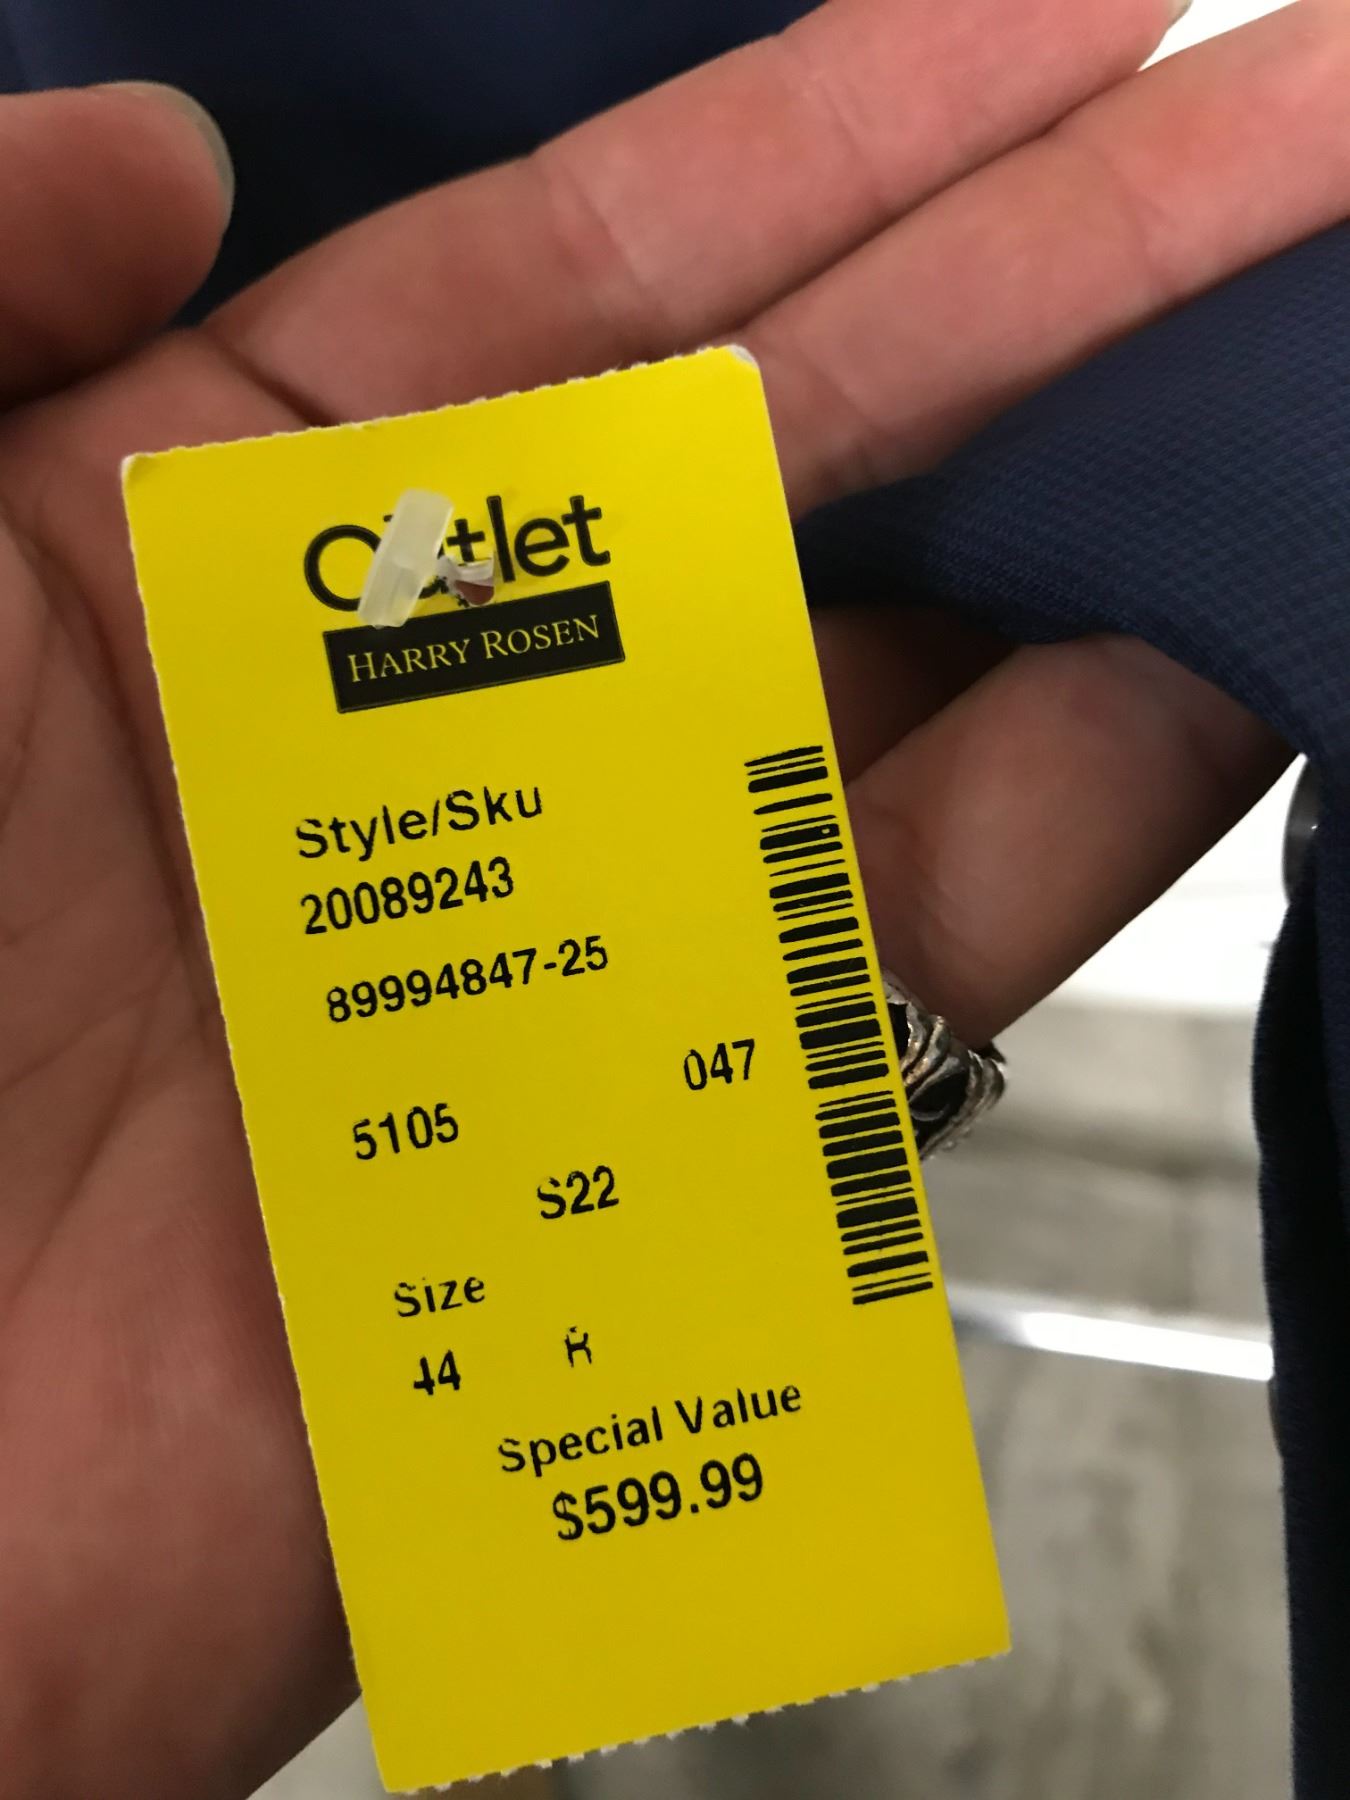 Outlet
HARRY ROSEN
Style/Sku
20089243
89994847-25
047
5105
S22
Size
44 R
Special Value
$599.99